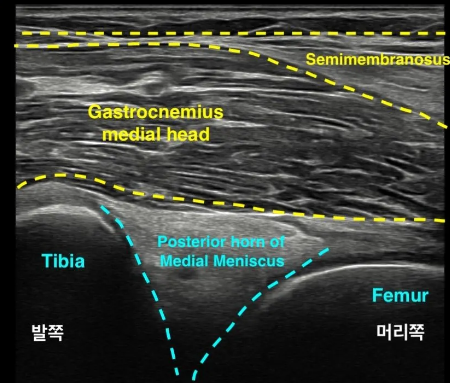 Semimembranosus
Gastrocnemius
medial head
Posterior horn of
Medial Meniscus
Tibia
Femur
발쪽
머리쪽